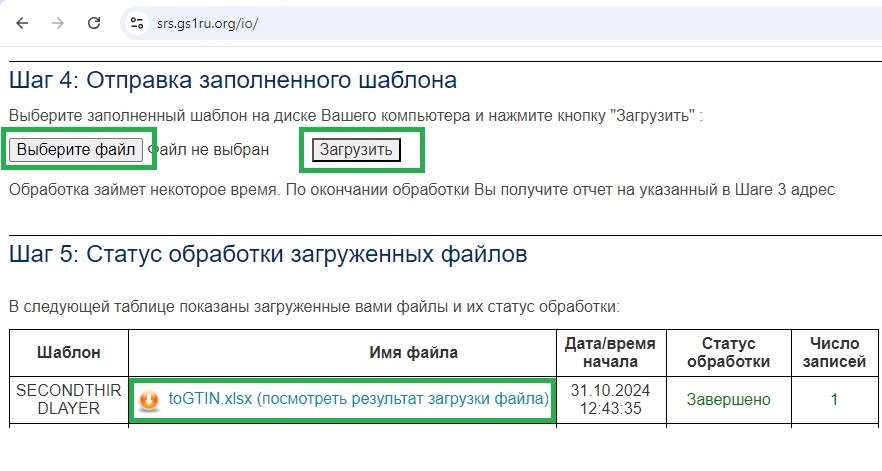 srs.gs1ru.org/io/
Шаг 4: Отправка заполненного шаблона
Выберите заполненный шаблон на диске Вашего компьютера и нажмите кнопку "Загрузить" :
Выберите файл Файл не выбран Загрузить
Обработка займет некоторое время. По окончании обработки Вы получите отчет на указанный в Шаге 3 адрес
Шаг 5: Статус обработки загруженных файлов
В следующей таблице показаны загруженные вами файлы и их статус обработки:
Шаблон Имя файла Дата/время начала Статус обработки Число записей
SECONDTHIRDLAYER toGTIN.xlsx (посмотреть результат загрузки файла) 31.10.2024 12:43:35 Завершено 1